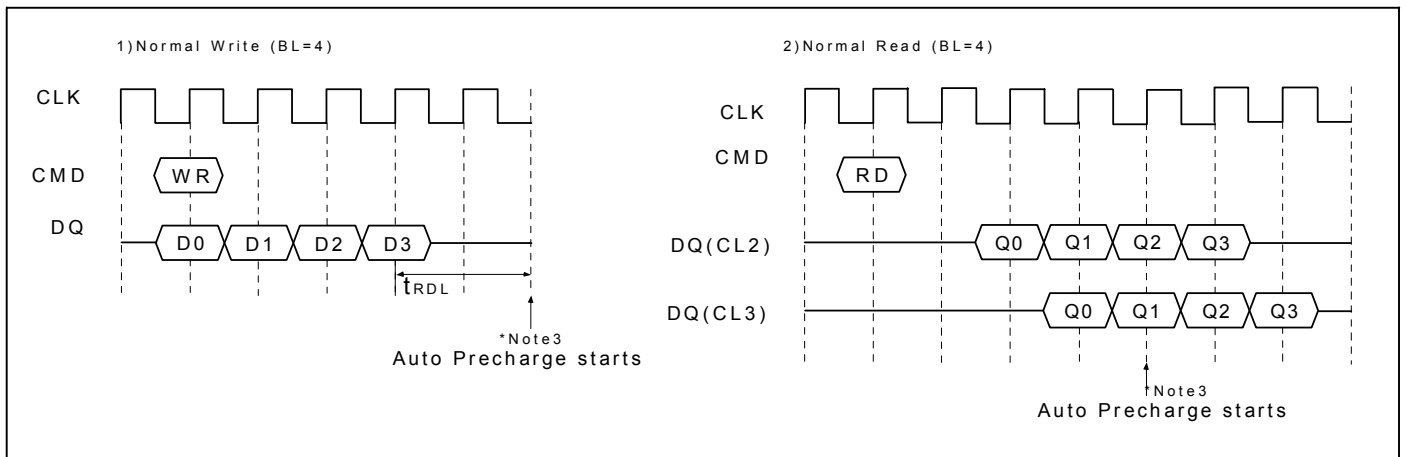 1)Normal Write (BL=4)
CLK
CMD
WR
DQ
D0 D1 D2 D3
tRDL
*Note3
Auto Precharge starts
2)Normal Read (BL=4)
CLK
CMD
RD
DQ(CL2)
Q0 Q1 Q2 Q3
DQ(CL3)
Q0 Q1 Q2 Q3
*Note3
Auto Precharge starts